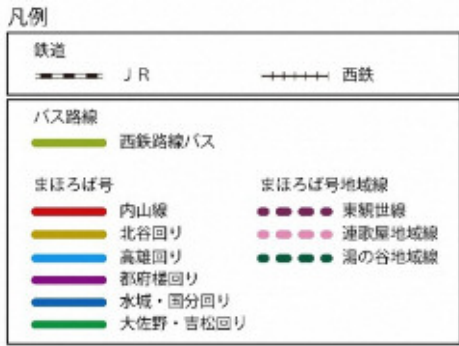 凡例
鉄道
ＪＲ 西鉄
バス路線
西鉄路線バス
まほろば号 まほろば号地域線
内山線 東観世線
北谷回り 連歌屋地域線
高雄回り 湯の谷地域線
都府楼回り
水城・国分回り
大佐野・吉松回り